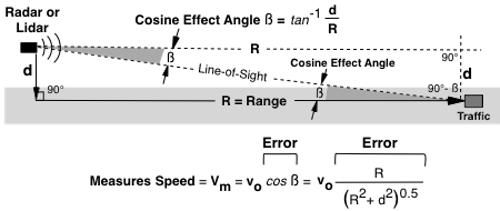 Radar or
Lidar
Cosine Effect Angle ß = tan⁻¹ d/R
R
90°
ß
Line-of-Sight
Cosine Effect Angle
d
d
90°
ß
90°- ß
R = Range
Traffic
Error
Error
Measures Speed = Vm = vo cos ß = vo R/(R² + d²)^0.5